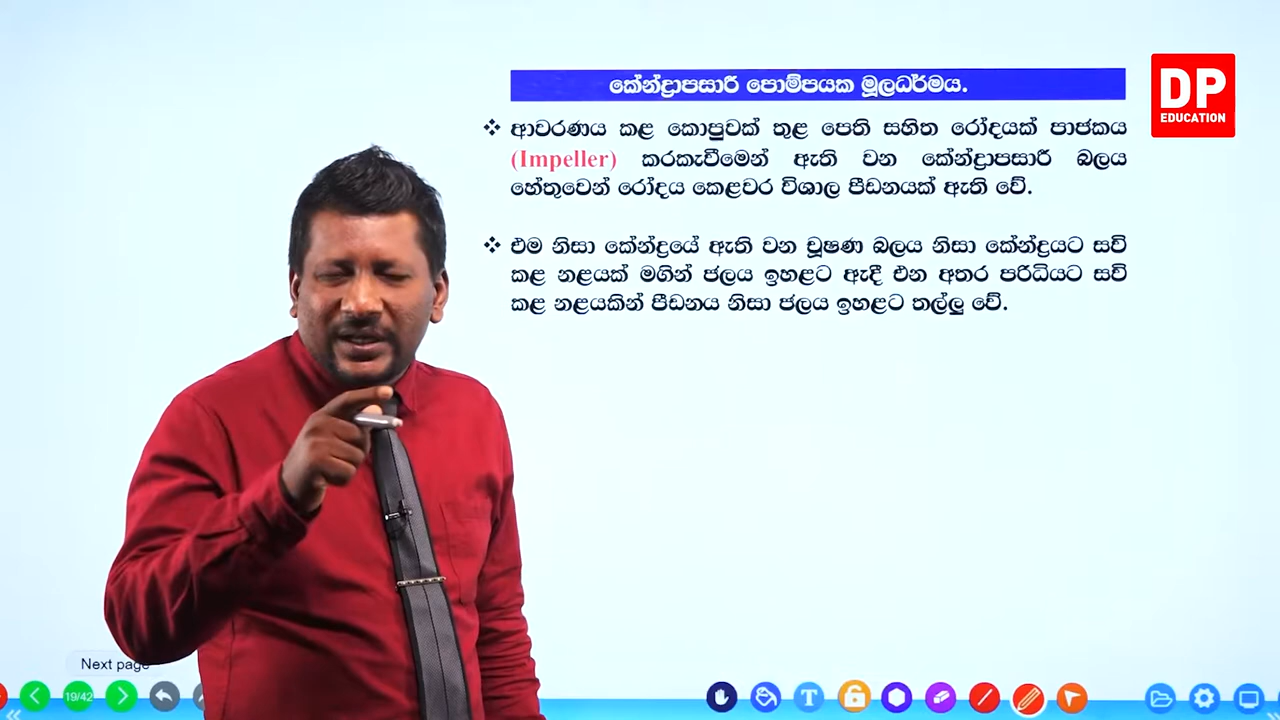 කේන්ද්‍රාපසාරී පොම්පයක මූලධර්මය.
DP
EDUCATION
❖ ආවරණය කළ කොපුවක් තුළ පෙති සහිත රෝදයක් පාජකය
(Impeller) කරකැවීමෙන් ඇති වන කේන්ද්‍රාපසාරී බලය
හේතුවෙන් රෝදය කෙළවර විශාල පීඩනයක් ඇති වේ.
❖ එම නිසා කේන්ද්‍රයේ ඇති වන චූෂණ බලය නිසා කේන්ද්‍රයට සවි
කළ නළයක් මගින් ජලය ඉහළට ඇදී එන අතර පරිධියට සවි
කළ නළයකින් පීඩනය නිසා ජලය ඉහළට තල්ලු වේ.
Next page
19/42
T